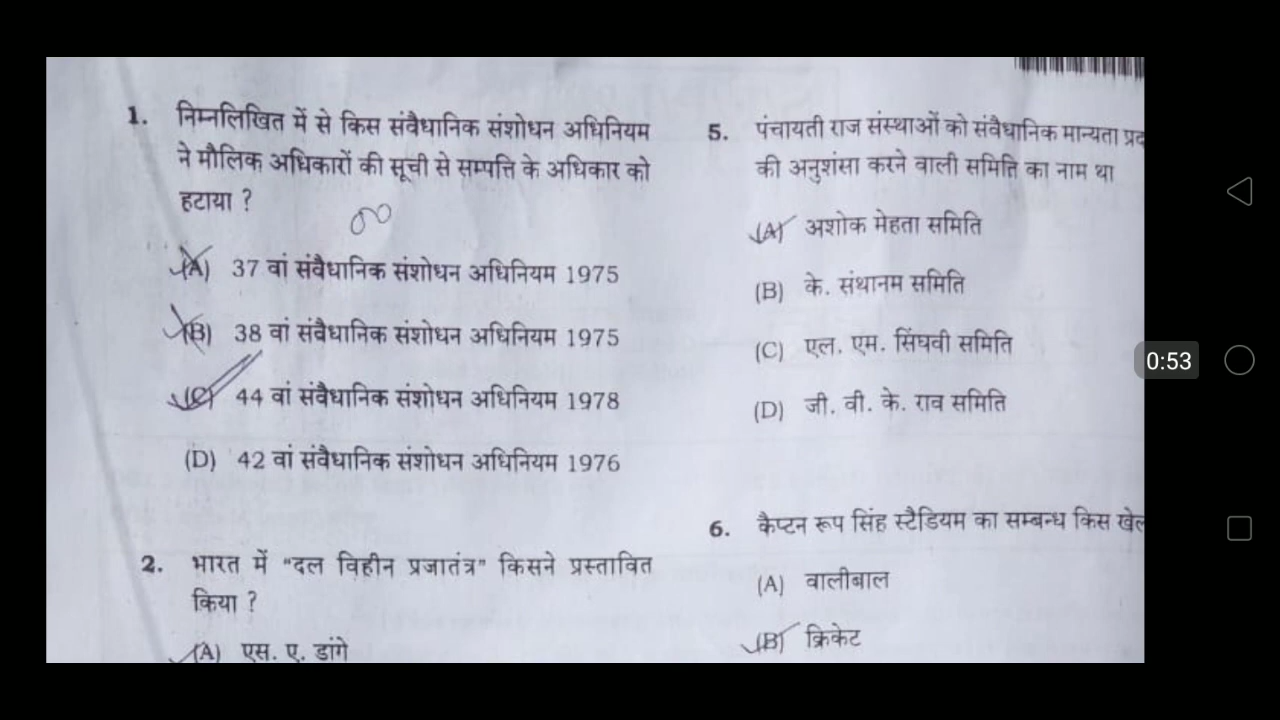 1. निम्नलिखित में से किस संवैधानिक संशोधन अधिनियम
ने मौलिक अधिकारों की सूची से सम्पत्ति के अधिकार को
हटाया ?
(A) 37 वां संवैधानिक संशोधन अधिनियम 1975
(B) 38 वां संवैधानिक संशोधन अधिनियम 1975
(C) 44 वां संवैधानिक संशोधन अधिनियम 1978
(D) 42 वां संवैधानिक संशोधन अधिनियम 1976
2. भारत में "दल विहीन प्रजातंत्र" किसने प्रस्तावित
किया ?
(A) एस. ए. डांगे
5. पंचायती राज संस्थाओं को संवैधानिक मान्यता
की अनुशंसा करने वाली समिति का नाम था
(A) अशोक मेहता समिति
(B) के. संथानम समिति
(C) एल. एम. सिंघवी समिति
(D) जी. वी. के. राव समिति
6. कैप्टन रूप सिंह स्टैडियम का सम्बन्ध किस
(A) वालीबाल
(B) क्रिकेट
0:53